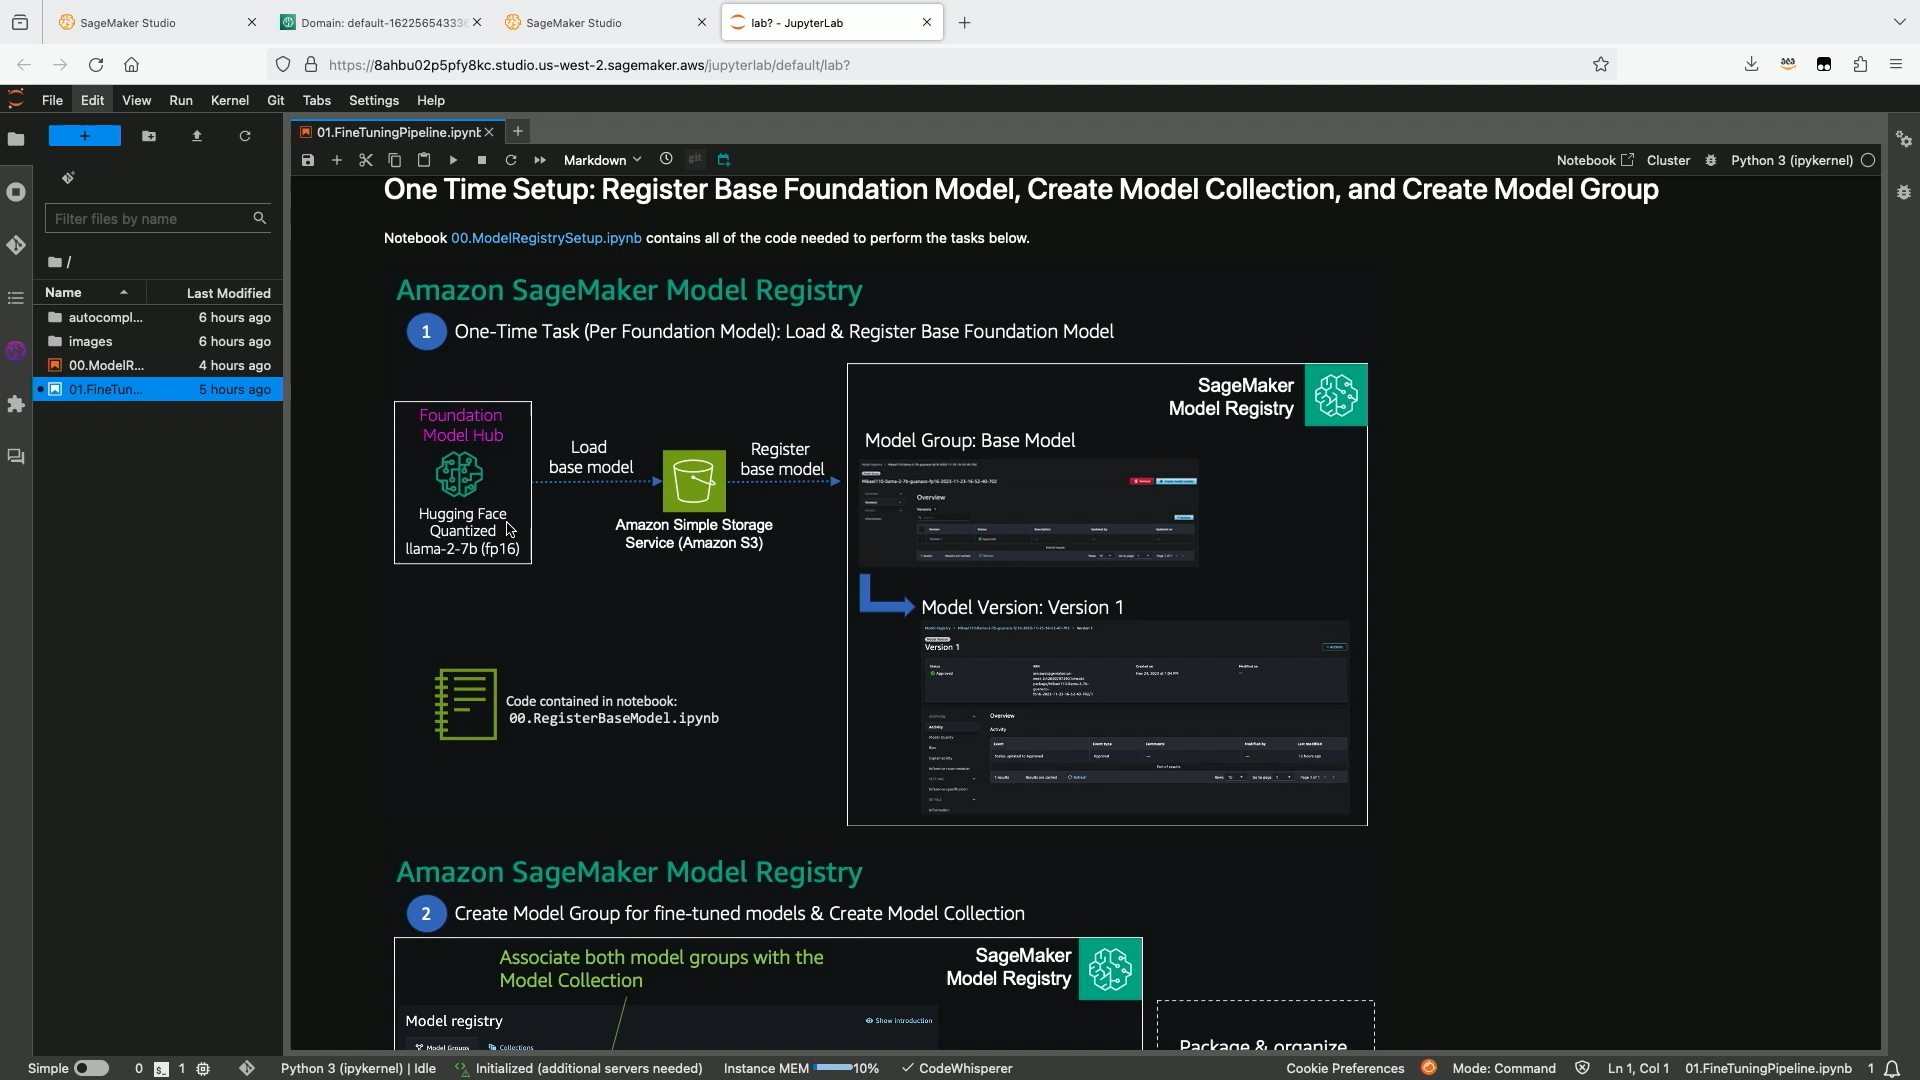 SageMaker Studio
Domain: default-1622565433
SageMaker Studio
lab? - JupyterLab
https://8ahbu02p5pfy8kc.studio.us-west-2.sagemaker.aws/jupyterlab/default/lab?
File Edit View Run Kernel Git Tabs Settings Help
01.FineTuningPipeline.ipynb
Markdown
git
Notebook
Cluster
Python 3 (ipykernel)
Filter files by name
/
Name Last Modified
autocompl... 6 hours ago
images 6 hours ago
00.ModelR... 4 hours ago
01.FineTun... 5 hours ago
One Time Setup: Register Base Foundation Model, Create Model Collection, and Create Model Group
Notebook 00.ModelRegistrySetup.ipynb contains all of the code needed to perform the tasks below.
Amazon SageMaker Model Registry
1 One-Time Task (Per Foundation Model): Load & Register Base Foundation Model
Foundation
Model Hub
Hugging Face
Quantized
llama-2-7b (fp16)
Load
base model
Amazon Simple Storage
Service (Amazon S3)
Register
base model
SageMaker
Model Registry
Model Group: Base Model
Overview
Model Version: Version 1
Version 1
Approved
Overview
Activity
Code contained in notebook:
00.RegisterBaseModel.ipynb
Amazon SageMaker Model Registry
2 Create Model Group for fine-tuned models & Create Model Collection
Associate both model groups with the
Model Collection
SageMaker
Model Registry
Model registry
Show introduction
Model Groups Collections
Package & organize
Simple 0 1 Python 3 (ipykernel) | Idle Initialized (additional servers needed) Instance MEM 10% CodeWhisperer Cookie Preferences Mode: Command Ln 1, Col 1 01.FineTuningPipeline.ipynb 1